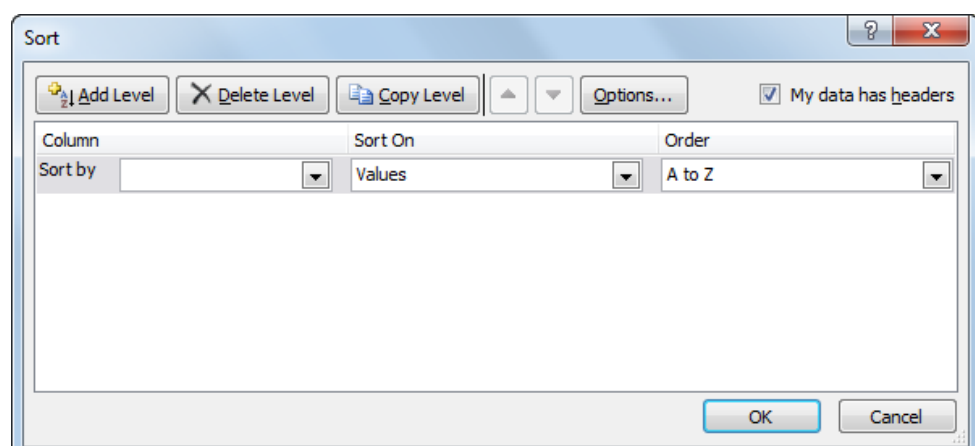 Sort
Add Level Delete Level Copy Level Options... My data has headers
Column Sort On Order
Sort by Values A to Z
OK Cancel